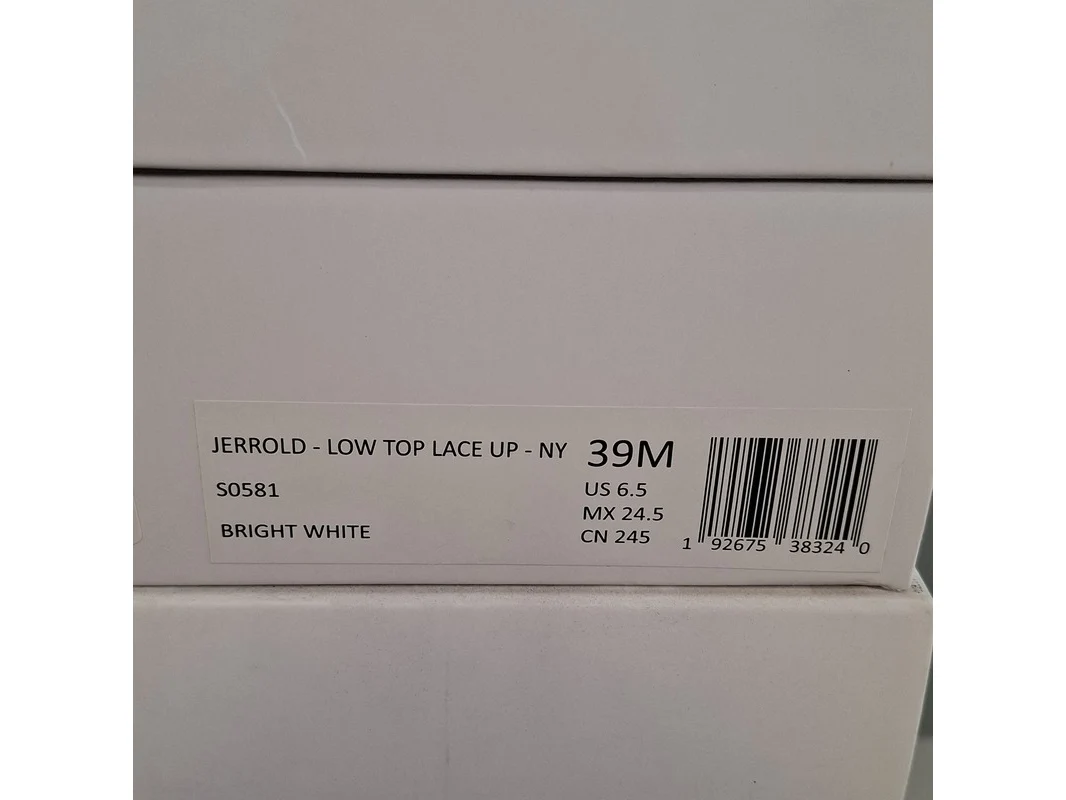 JERROLD - LOW TOP LACE UP - NY
S0581
BRIGHT WHITE
39M
US 6.5
MX 24.5
CN 245
1 92675 38324 0